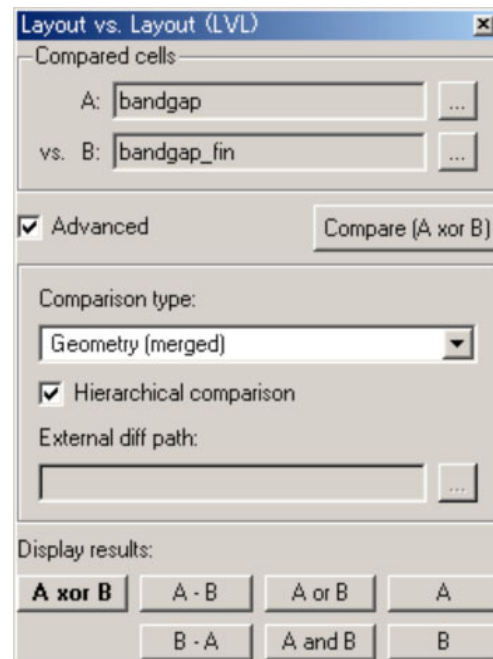 Layout vs. Layout (LVL)
Compared cells
A: bandgap ...
vs. B: bandgap_fin ...
Advanced Compare (A xor B)
Comparison type:
Geometry (merged)
Hierarchical comparison
External diff path:
...
Display results:
A xor B A - B A or B A
B - A A and B B